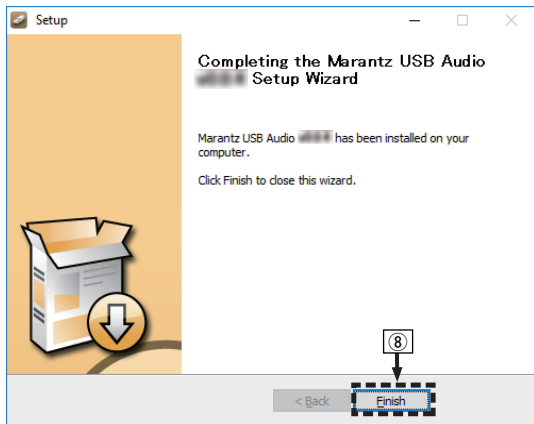 Setup
Completing the Marantz USB Audio
Setup Wizard
Marantz USB Audio has been installed on your
computer.
Click Finish to close this wizard.
⑧
< Back
Finish